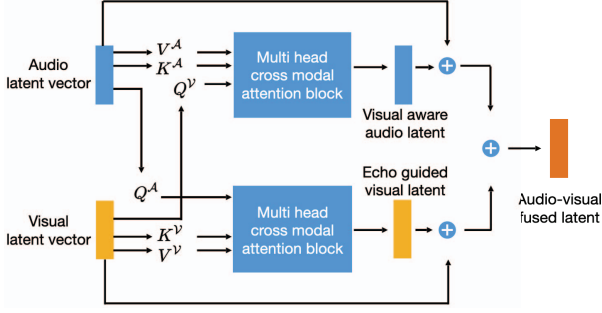 Audio
latent vector
V^A
K^A
Q^V
Multi head
cross modal
attention block
Visual aware
audio latent
Q^A
Echo guided
visual latent
Audio-visual
fused latent
Visual
latent vector
K^V
V^V
Multi head
cross modal
attention block